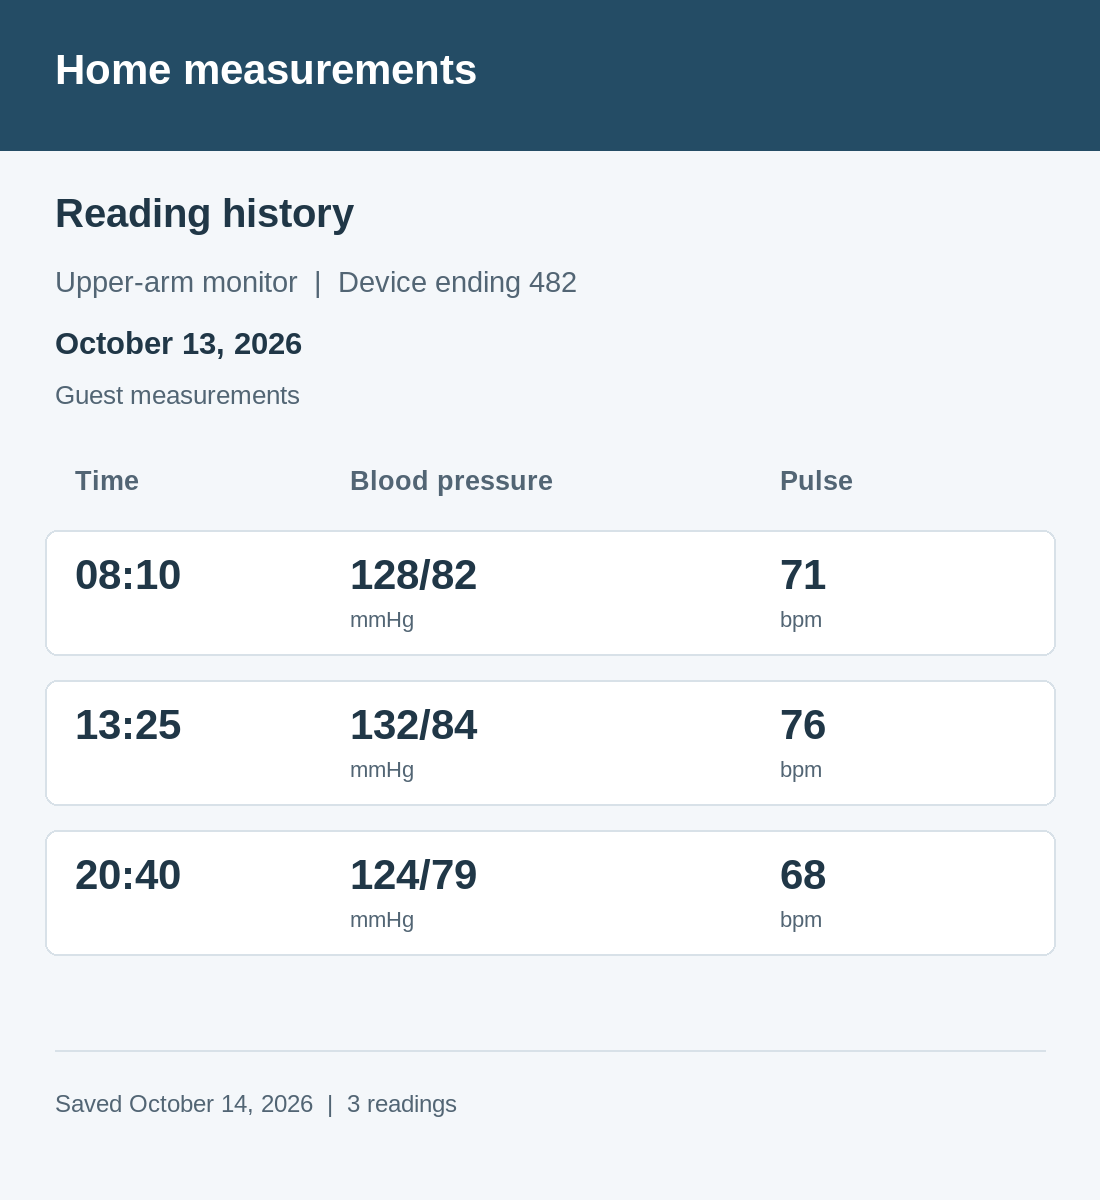 Home measurements
Reading history
Upper-arm monitor | Device ending 482
October 13, 2026
Guest measurements
Time Blood pressure Pulse
08:10 128/82 71
mmHg bpm
13:25 132/84 76
mmHg bpm
20:40 124/79 68
mmHg bpm
Saved October 14, 2026 | 3 readings